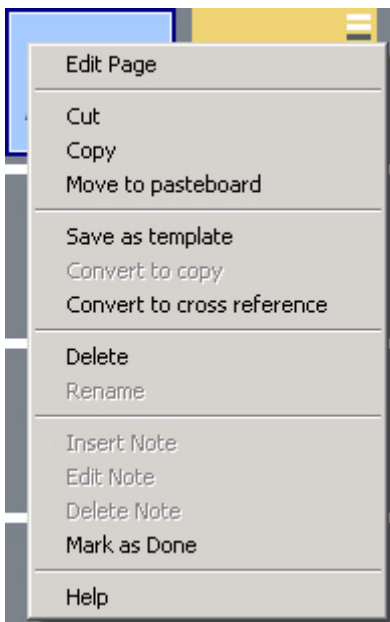 Edit Page
Cut
Copy
Move to pasteboard
Save as template
Convert to copy
Convert to cross reference
Delete
Rename
Insert Note
Edit Note
Delete Note
Mark as Done
Help